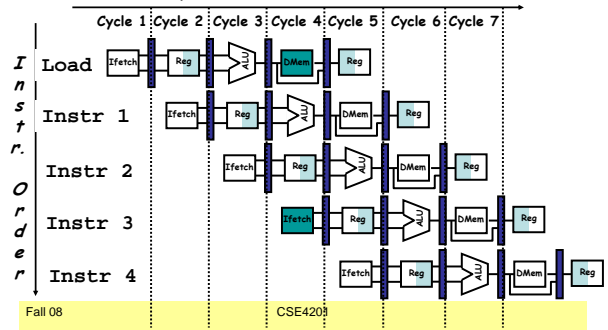 Cycle 1 Cycle 2 Cycle 3 Cycle 4 Cycle 5 Cycle 6 Cycle 7
Instr. Order
Load Ifetch Reg ALU DMem Reg
Instr 1 Ifetch Reg ALU DMem Reg
Instr 2 Ifetch Reg ALU DMem Reg
Instr 3 Ifetch Reg ALU DMem Reg
Instr 4 Ifetch Reg ALU DMem Reg
Fall 08 CSE4201